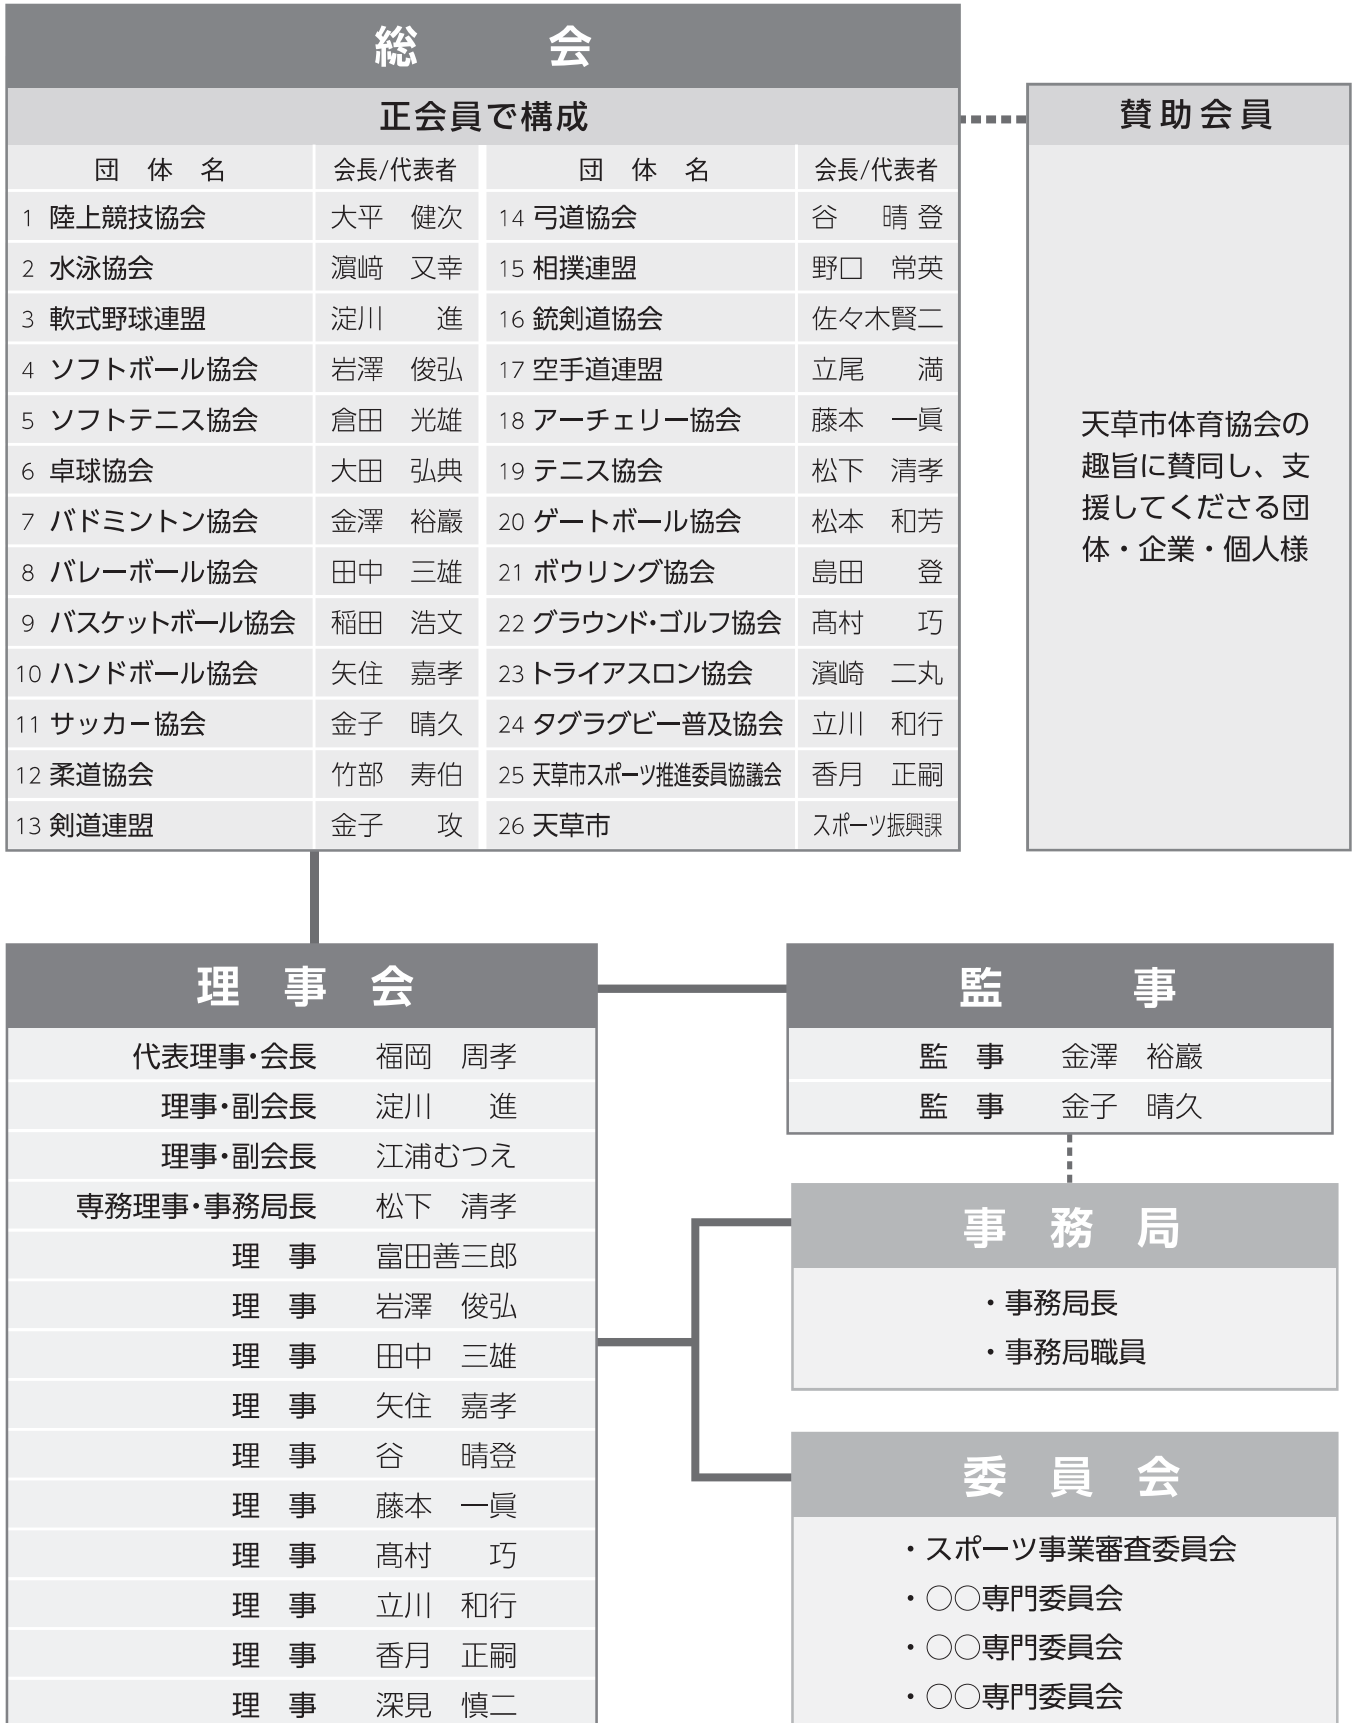 総　会
正会員で構成
団体名　会長/代表者　団体名　会長/代表者
1 陸上競技協会　大平　健次　14 弓道協会　谷　晴登
2 水泳協会　濵﨑　又幸　15 相撲連盟　野口　常英
3 軟式野球連盟　淀川　進　16 銃剣道協会　佐々木賢二
4 ソフトボール協会　岩澤　俊弘　17 空手道連盟　立尾　満
5 ソフトテニス協会　倉田　光雄　18 アーチェリー協会　藤本　一眞
6 卓球協会　大田　弘典　19 テニス協会　松下　清孝
7 バドミントン協会　金澤　裕巖　20 ゲートボール協会　松本　和芳
8 バレーボール協会　田中　三雄　21 ボウリング協会　島田　登
9 バスケットボール協会　稲田　浩文　22 グラウンド・ゴルフ協会　髙村　巧
10 ハンドボール協会　矢住　嘉孝　23 トライアスロン協会　濱崎　二丸
11 サッカー協会　金子　晴久　24 タグラグビー普及協会　立川　和行
12 柔道協会　竹部　寿伯　25 天草市スポーツ推進委員協議会　香月　正嗣
13 剣道連盟　金子　攻　26 天草市　スポーツ振興課
賛助会員
天草市体育協会の
趣旨に賛同し、支
援してくださる団
体・企業・個人様
理事会
代表理事・会長　福岡　周孝
理事・副会長　淀川　進
理事・副会長　江浦むつえ
専務理事・事務局長　松下　清孝
理事　富田善三郎
理事　岩澤　俊弘
理事　田中　三雄
理事　矢住　嘉孝
理事　谷　晴登
理事　藤本　一眞
理事　髙村　巧
理事　立川　和行
理事　香月　正嗣
理事　深見　慎二
監　事
監事　金澤　裕巖
監事　金子　晴久
事務局
・事務局長
・事務局職員
委員会
・スポーツ事業審査委員会
・○○専門委員会
・○○専門委員会
・○○専門委員会